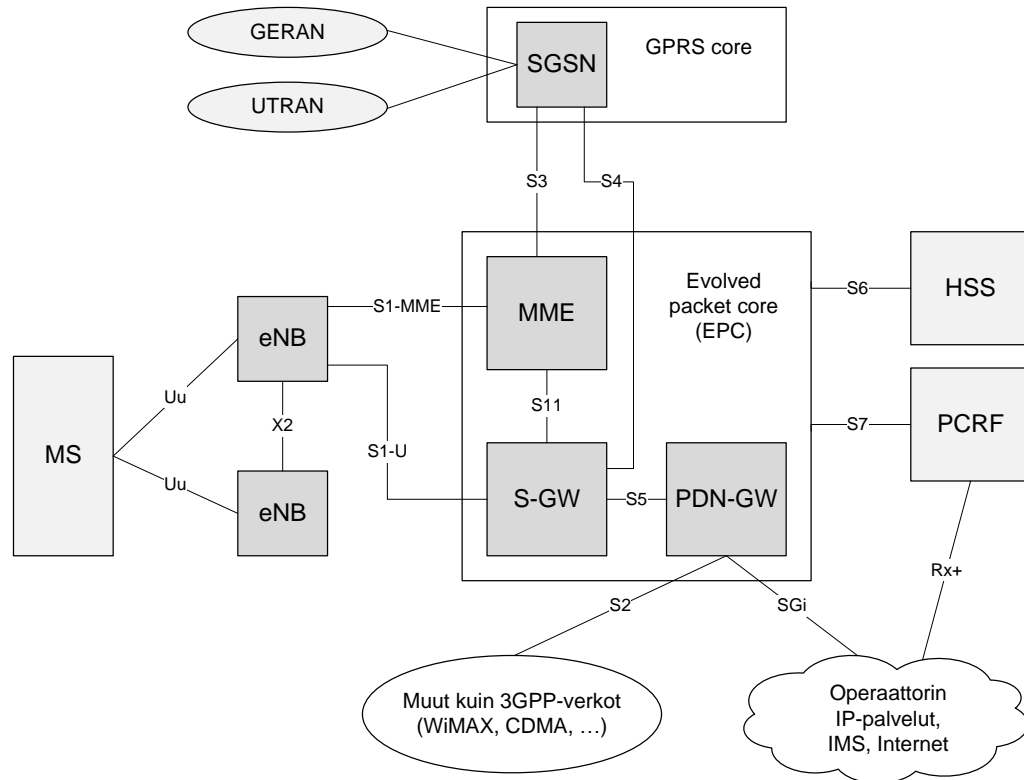 GERAN
UTRAN
SGSN
GPRS core
S3
S4
MME
Evolved
packet core
(EPC)
S6
HSS
S1-MME
eNB
Uu
X2
S1-U
S11
S7
PCRF
MS
Uu
eNB
S-GW
S5
PDN-GW
S2
SGi
Rx+
Muut kuin 3GPP-verkot
(WiMAX, CDMA, …)
Operaattorin
IP-palvelut,
IMS, Internet